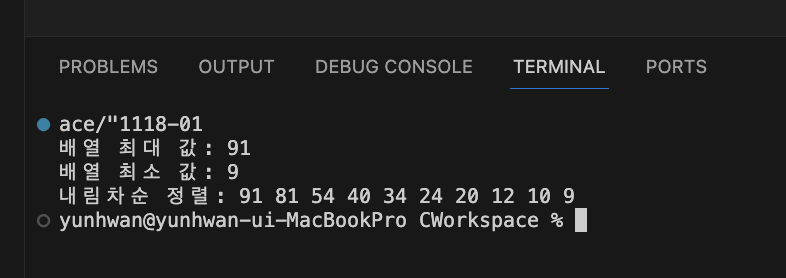 PROBLEMS OUTPUT DEBUG CONSOLE TERMINAL PORTS
ace/"1118-01
배열 최대 값: 91
배열 최소 값: 9
내림차순 정렬: 91 81 54 40 34 24 20 12 10 9
yunhwan@yunhwan-ui-MacBookPro CWorkspace %